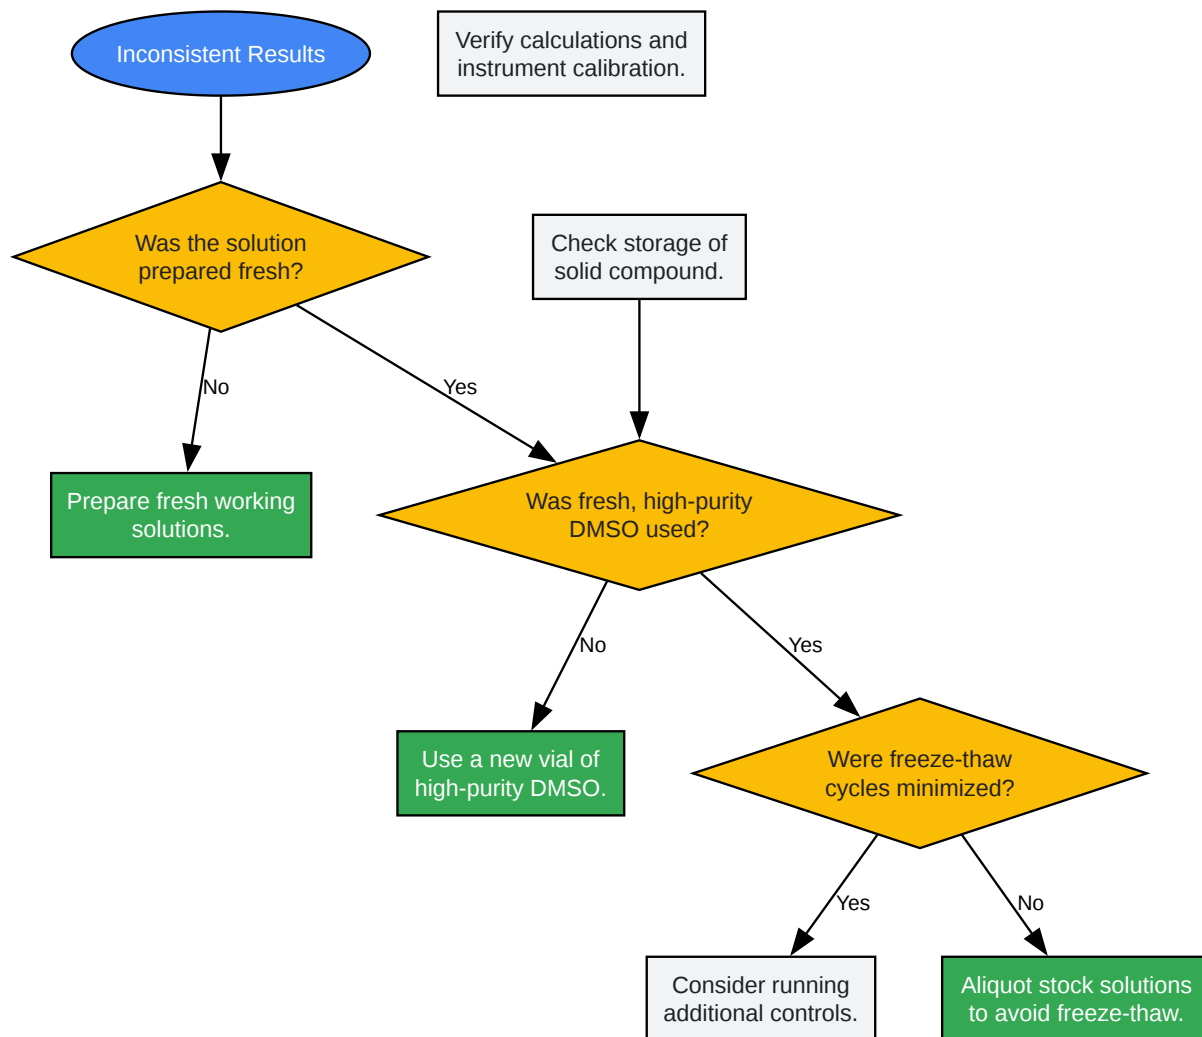 Inconsistent Results
Verify calculations and
instrument calibration.
Was the solution
prepared fresh?
Check storage of
solid compound.
No
Yes
Prepare fresh working
solutions.
Was fresh, high-purity
DMSO used?
No
Yes
Use a new vial of
high-purity DMSO.
Were freeze-thaw
cycles minimized?
Yes
No
Consider running
additional controls.
Aliquot stock solutions
to avoid freeze-thaw.